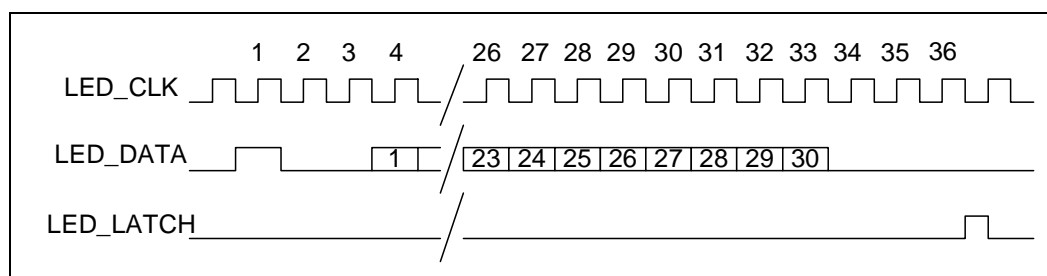 1 2 3 4 26 27 28 29 30 31 32 33 34 35 36
LED_CLK
LED_DATA 1 23 24 25 26 27 28 29 30
LED_LATCH